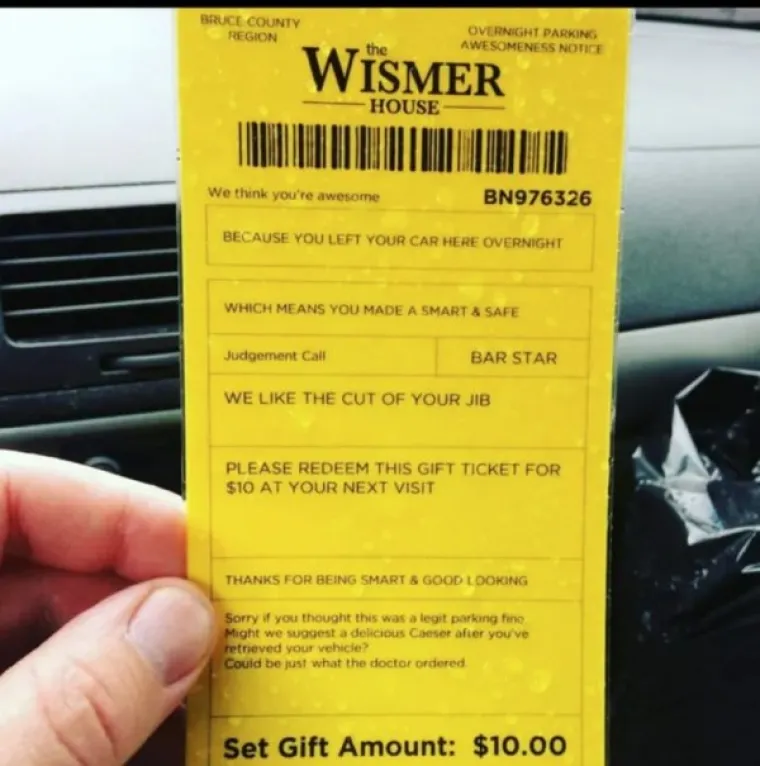 BRUCE COUNTY
REGION
OVERNIGHT PARKING
AWESOMENESS NOTICE
the
WISMER
HOUSE
We think you're awesome
BN976326
BECAUSE YOU LEFT YOUR CAR HERE OVERNIGHT
WHICH MEANS YOU MADE A SMART & SAFE
Judgement Call
BAR STAR
WE LIKE THE CUT OF YOUR JIB
PLEASE REDEEM THIS GIFT TICKET FOR
$10 AT YOUR NEXT VISIT
THANKS FOR BEING SMART & GOOD LOOKING
Sorry if you thought this was a legit parking fine
Might we suggest a delicious Caeser after you've
retrieved your vehicle?
Could be just what the doctor ordered.
Set Gift Amount: $10.00